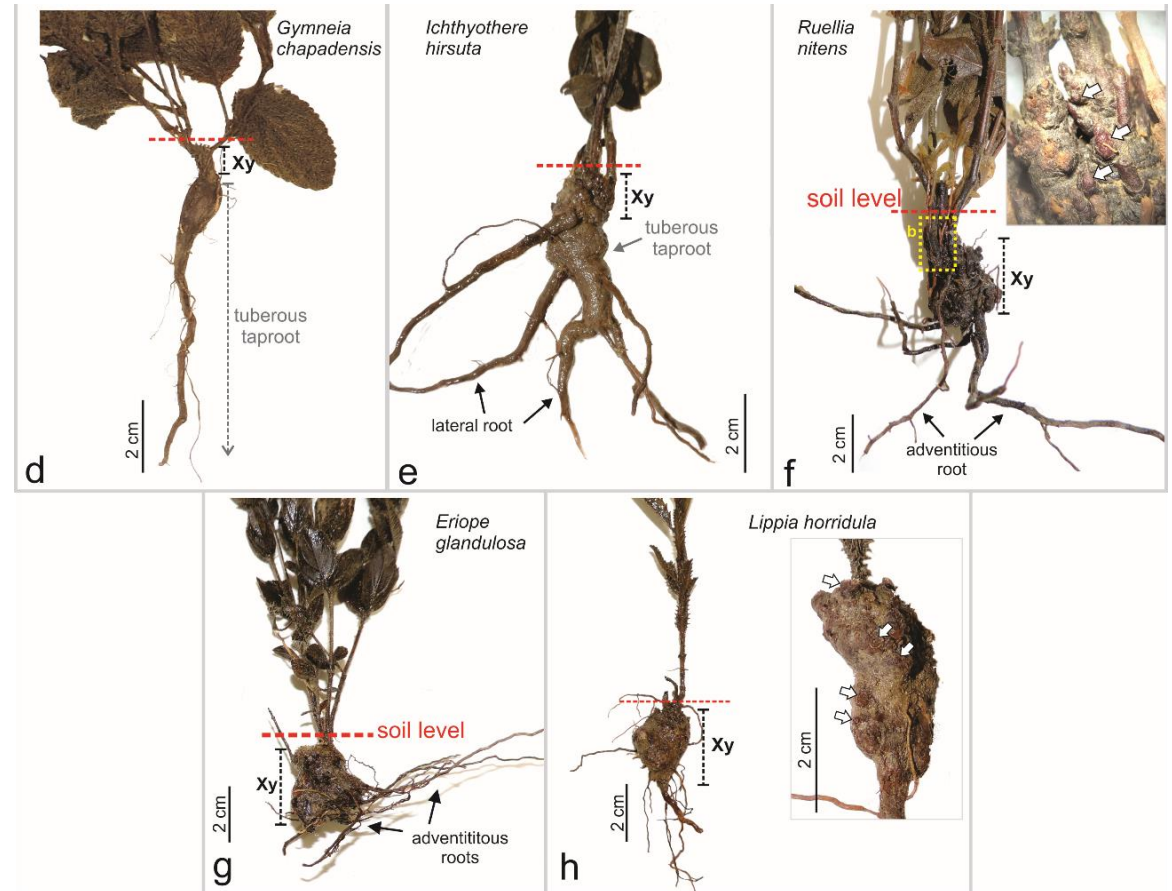 Gymneia
chapadensis
Xy
tuberous
taproot
2 cm
d
Ichthyothere
hirsuta
Xy
tuberous
taproot
lateral root
2 cm
e
Ruellia
nitens
soil level
b
Xy
adventitious
root
2 cm
f
Eriope
glandulosa
soil level
Xy
2 cm
adventitous
roots
g
Lippia horridula
Xy
2 cm
2 cm
h